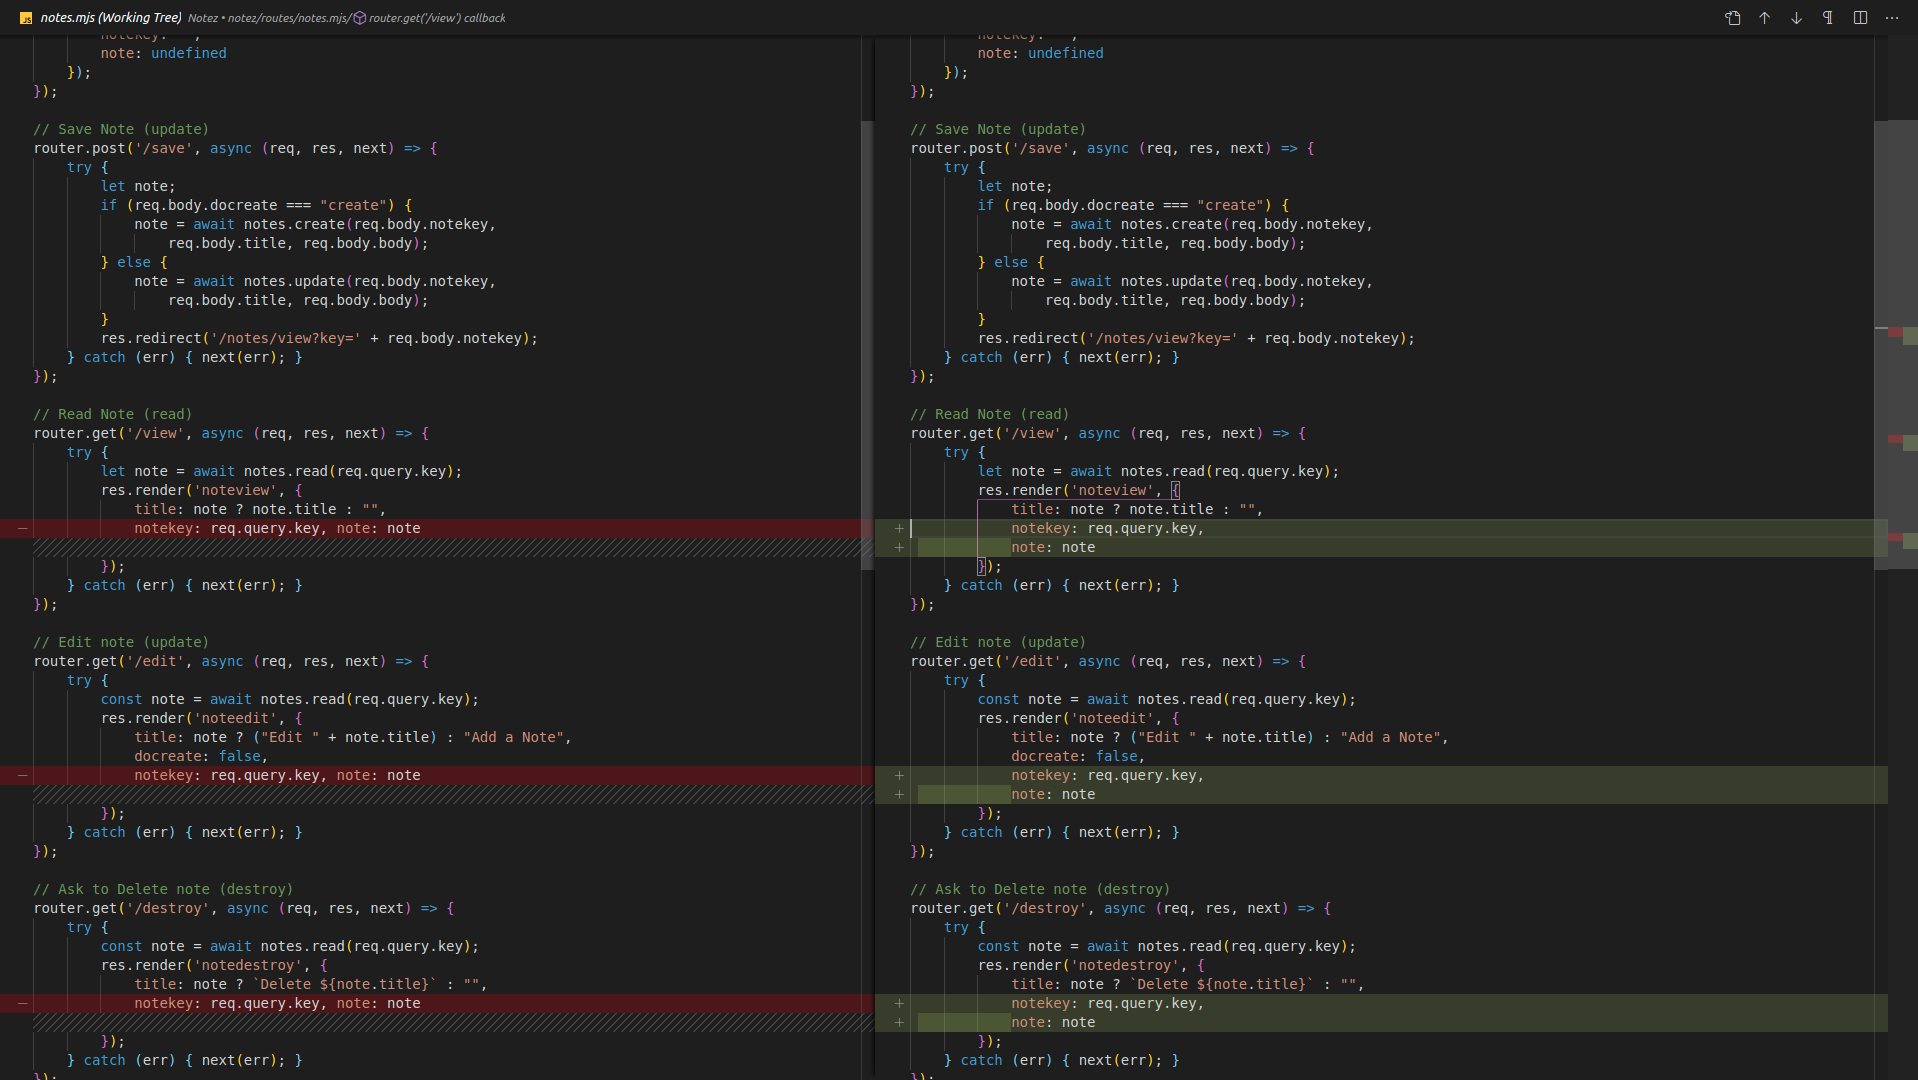 notes.mjs (Working Tree) Notez • notez/routes/notes.mjs/ router.get('/view') callback
note: undefined
});
});
// Save Note (update)
router.post('/save', async (req, res, next) => {
try {
let note;
if (req.body.docreate === "create") {
note = await notes.create(req.body.notekey,
req.body.title, req.body.body);
} else {
note = await notes.update(req.body.notekey,
req.body.title, req.body.body);
}
res.redirect('/notes/view?key=' + req.body.notekey);
} catch (err) { next(err); }
});
// Read Note (read)
router.get('/view', async (req, res, next) => {
try {
let note = await notes.read(req.query.key);
res.render('noteview', {
title: note ? note.title : "",
— notekey: req.query.key, note: note
});
} catch (err) { next(err); }
});
// Edit note (update)
router.get('/edit', async (req, res, next) => {
try {
const note = await notes.read(req.query.key);
res.render('noteedit', {
title: note ? ("Edit " + note.title) : "Add a Note",
docreate: false,
— notekey: req.query.key, note: note
});
} catch (err) { next(err); }
});
// Ask to Delete note (destroy)
router.get('/destroy', async (req, res, next) => {
try {
const note = await notes.read(req.query.key);
res.render('notedestroy', {
title: note ? `Delete ${note.title}` : "",
— notekey: req.query.key, note: note
});
} catch (err) { next(err); }
});
note: undefined
});
});
// Save Note (update)
router.post('/save', async (req, res, next) => {
try {
let note;
if (req.body.docreate === "create") {
note = await notes.create(req.body.notekey,
req.body.title, req.body.body);
} else {
note = await notes.update(req.body.notekey,
req.body.title, req.body.body);
}
res.redirect('/notes/view?key=' + req.body.notekey);
} catch (err) { next(err); }
});
// Read Note (read)
router.get('/view', async (req, res, next) => {
try {
let note = await notes.read(req.query.key);
res.render('noteview', {
title: note ? note.title : "",
+ notekey: req.query.key,
+ note: note
});
} catch (err) { next(err); }
});
// Edit note (update)
router.get('/edit', async (req, res, next) => {
try {
const note = await notes.read(req.query.key);
res.render('noteedit', {
title: note ? ("Edit " + note.title) : "Add a Note",
docreate: false,
+ notekey: req.query.key,
+ note: note
});
} catch (err) { next(err); }
});
// Ask to Delete note (destroy)
router.get('/destroy', async (req, res, next) => {
try {
const note = await notes.read(req.query.key);
res.render('notedestroy', {
title: note ? `Delete ${note.title}` : "",
+ notekey: req.query.key,
+ note: note
});
} catch (err) { next(err); }
});